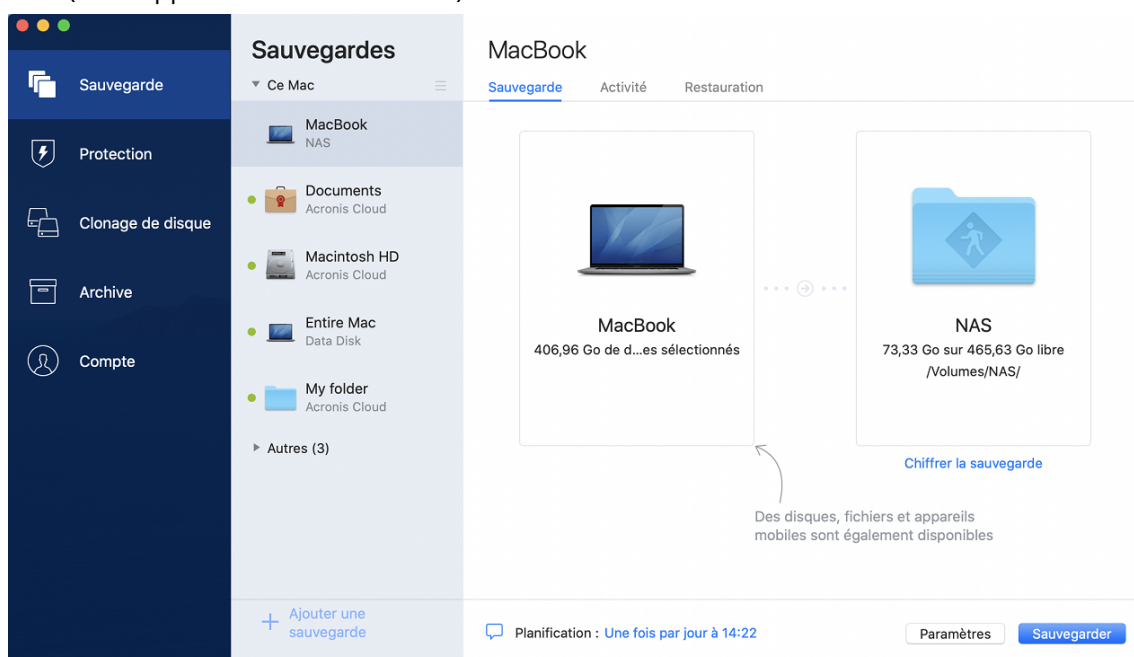 Sauvegarde
Protection
Clonage de disque
Archive
Compte
Sauvegardes
Ce Mac
MacBook
NAS
Documents
Acronis Cloud
Macintosh HD
Acronis Cloud
Entire Mac
Data Disk
My folder
Acronis Cloud
Autres (3)
Ajouter une
sauvegarde
MacBook
Sauvegarde Activité Restauration
MacBook
406,96 Go de d...es sélectionnés
NAS
73,33 Go sur 465,63 Go libre
/Volumes/NAS/
Chiffrer la sauvegarde
Des disques, fichiers et appareils
mobiles sont également disponibles
Planification : Une fois par jour à 14:22
Paramètres
Sauvegarder